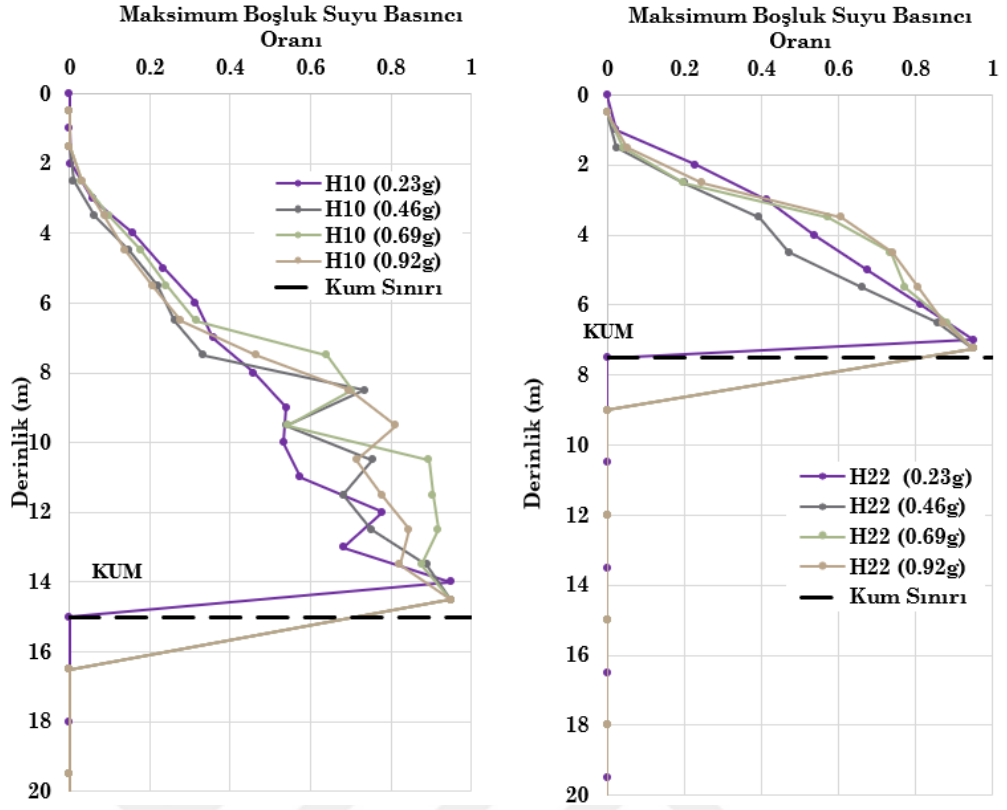 Maksimum Boşluk Suyu Basıncı
Oranı
0 0.2 0.4 0.6 0.8 1
0
2
4
6
8
10
12
14
16
18
20
Derinlik (m)
H10 (0.23g)
H10 (0.46g)
H10 (0.69g)
H10 (0.92g)
Kum Sınırı
KUM
Maksimum Boşluk Suyu Basıncı
Oranı
0 0.2 0.4 0.6 0.8 1
0
2
4
6
8
10
12
14
16
18
20
Derinlik (m)
KUM
H22 (0.23g)
H22 (0.46g)
H22 (0.69g)
H22 (0.92g)
Kum Sınırı